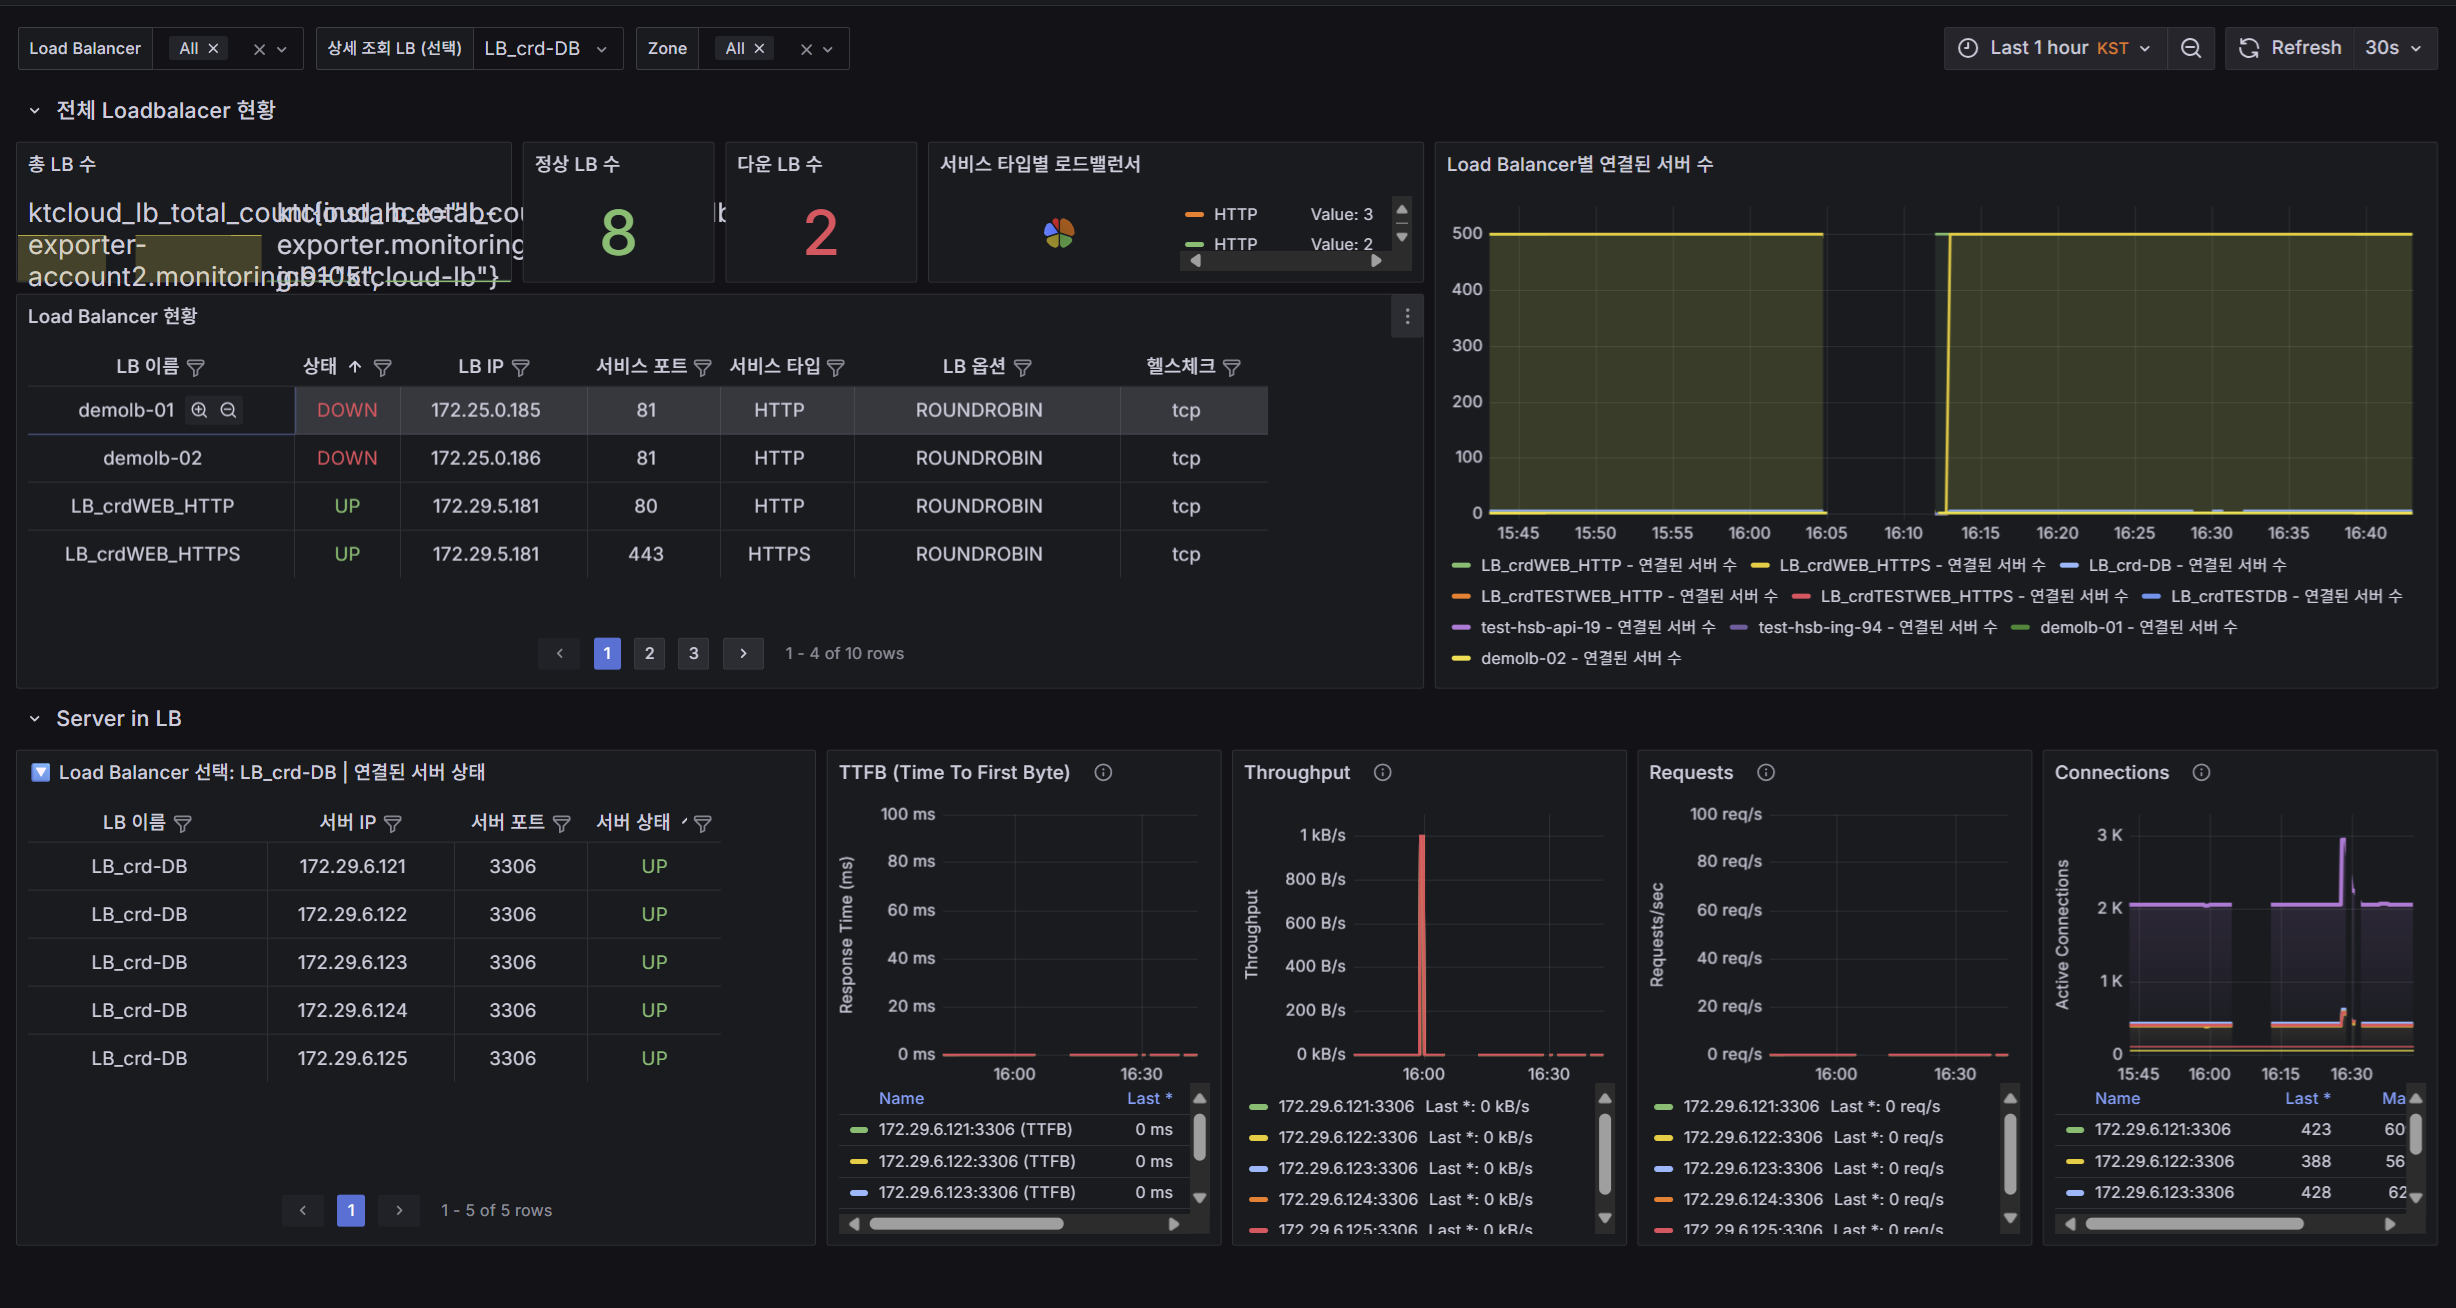 Load Balancer All × × 상세 조회 LB (선택) LB_crd-DB Zone All × × Last 1 hour KST Refresh 30s
전체 Loadbalacer 현황
총 LB 수
ktcloud_lb_total_count{instance="lb-
exporter-
account2.monitoring:9105",
exporter.monitoring
job="ktcloud-lb"}
정상 LB 수
8
다운 LB 수
2
서비스 타입별 로드밸런서
HTTP Value: 3
HTTP Value: 2
Load Balancer별 연결된 서버 수
500
400
300
200
100
0
15:45 15:50 15:55 16:00 16:05 16:10 16:15 16:20 16:25 16:30 16:35 16:40
LB_crdWEB_HTTP - 연결된 서버 수 LB_crdWEB_HTTPS - 연결된 서버 수 LB_crd-DB - 연결된 서버 수
LB_crdTESTWEB_HTTP - 연결된 서버 수 LB_crdTESTWEB_HTTPS - 연결된 서버 수 LB_crdTESTDB - 연결된 서버 수
test-hsb-api-19 - 연결된 서버 수 test-hsb-ing-94 - 연결된 서버 수 demolb-01 - 연결된 서버 수
demolb-02 - 연결된 서버 수
Load Balancer 현황
LB 이름 상태 LB IP 서비스 포트 서비스 타입 LB 옵션 헬스체크
demolb-01 DOWN 172.25.0.185 81 HTTP ROUNDROBIN tcp
demolb-02 DOWN 172.25.0.186 81 HTTP ROUNDROBIN tcp
LB_crdWEB_HTTP UP 172.29.5.181 80 HTTP ROUNDROBIN tcp
LB_crdWEB_HTTPS UP 172.29.5.181 443 HTTPS ROUNDROBIN tcp
1 2 3 1 - 4 of 10 rows
Server in LB
Load Balancer 선택: LB_crd-DB | 연결된 서버 상태
LB 이름 서버 IP 서버 포트 서버 상태
LB_crd-DB 172.29.6.121 3306 UP
LB_crd-DB 172.29.6.122 3306 UP
LB_crd-DB 172.29.6.123 3306 UP
LB_crd-DB 172.29.6.124 3306 UP
LB_crd-DB 172.29.6.125 3306 UP
1 1 - 5 of 5 rows
TTFB (Time To First Byte)
Response Time (ms)
100 ms
80 ms
60 ms
40 ms
20 ms
0 ms
16:00 16:30
Name Last *
172.29.6.121:3306 (TTFB) 0 ms
172.29.6.122:3306 (TTFB) 0 ms
172.29.6.123:3306 (TTFB) 0 ms
Throughput
Throughput
1 kB/s
800 B/s
600 B/s
400 B/s
200 B/s
0 kB/s
16:00 16:30
172.29.6.121:3306 Last *: 0 kB/s
172.29.6.122:3306 Last *: 0 kB/s
172.29.6.123:3306 Last *: 0 kB/s
172.29.6.124:3306 Last *: 0 kB/s
172.29.6.125:3306 Last *: 0 kB/s
Requests
Requests/sec
100 req/s
80 req/s
60 req/s
40 req/s
20 req/s
0 req/s
16:00 16:30
172.29.6.121:3306 Last *: 0 req/s
172.29.6.122:3306 Last *: 0 req/s
172.29.6.123:3306 Last *: 0 req/s
172.29.6.124:3306 Last *: 0 req/s
172.29.6.125:3306 Last *: 0 req/s
Connections
Active Connections
3 K
2 K
1 K
0
15:45 16:00 16:15 16:30
Name Last * Ma
172.29.6.121:3306 423 60
172.29.6.122:3306 388 56
172.29.6.123:3306 428 62